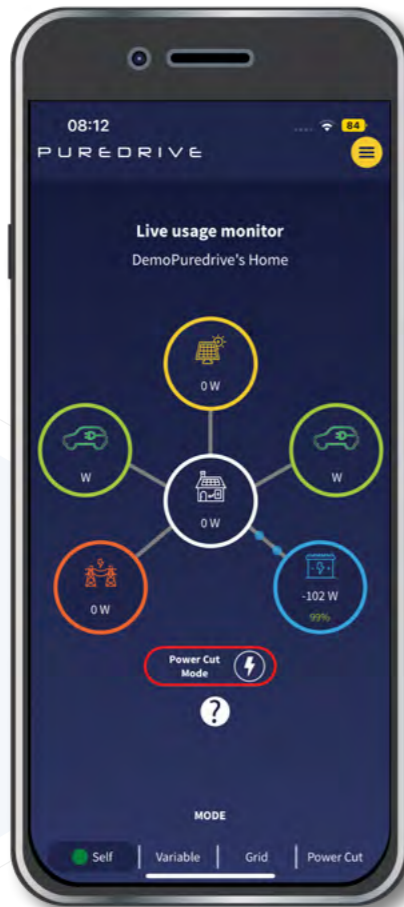 08:12
84
PUREDRIVE
Live usage monitor
DemoPuredrive's Home
0 W
W
W
0 W
0 W
-102 W
99%
Power Cut
Mode
?
MODE
Self
Variable
Grid
Power Cut